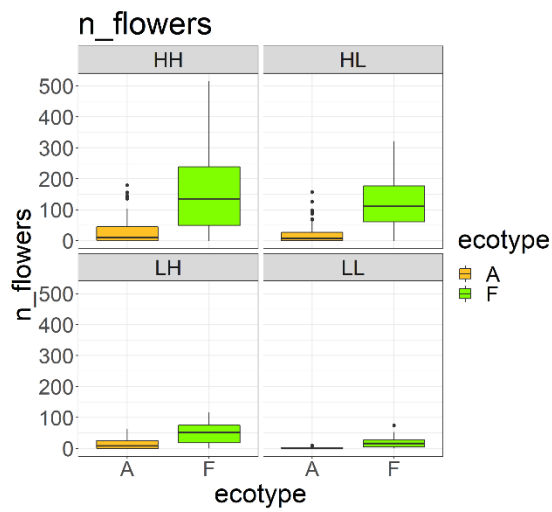 n_flowers
HH HL
500
400
300
200
100
0
n_flowers
LH LL
500
400
300
200
100
0
A F A F
ecotype
ecotype
A
F